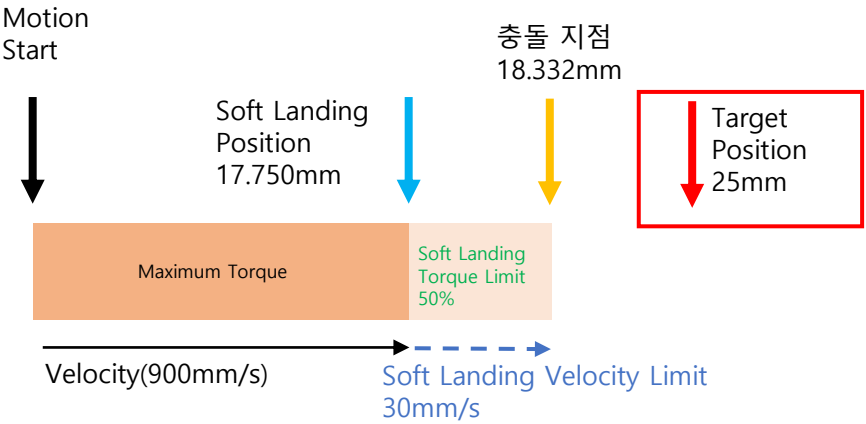 Motion
Start
충돌 지점
18.332mm
Soft Landing
Position
17.750mm
Target
Position
25mm
Maximum Torque
Soft Landing
Torque Limit
50%
Velocity(900mm/s)
Soft Landing Velocity Limit
30mm/s